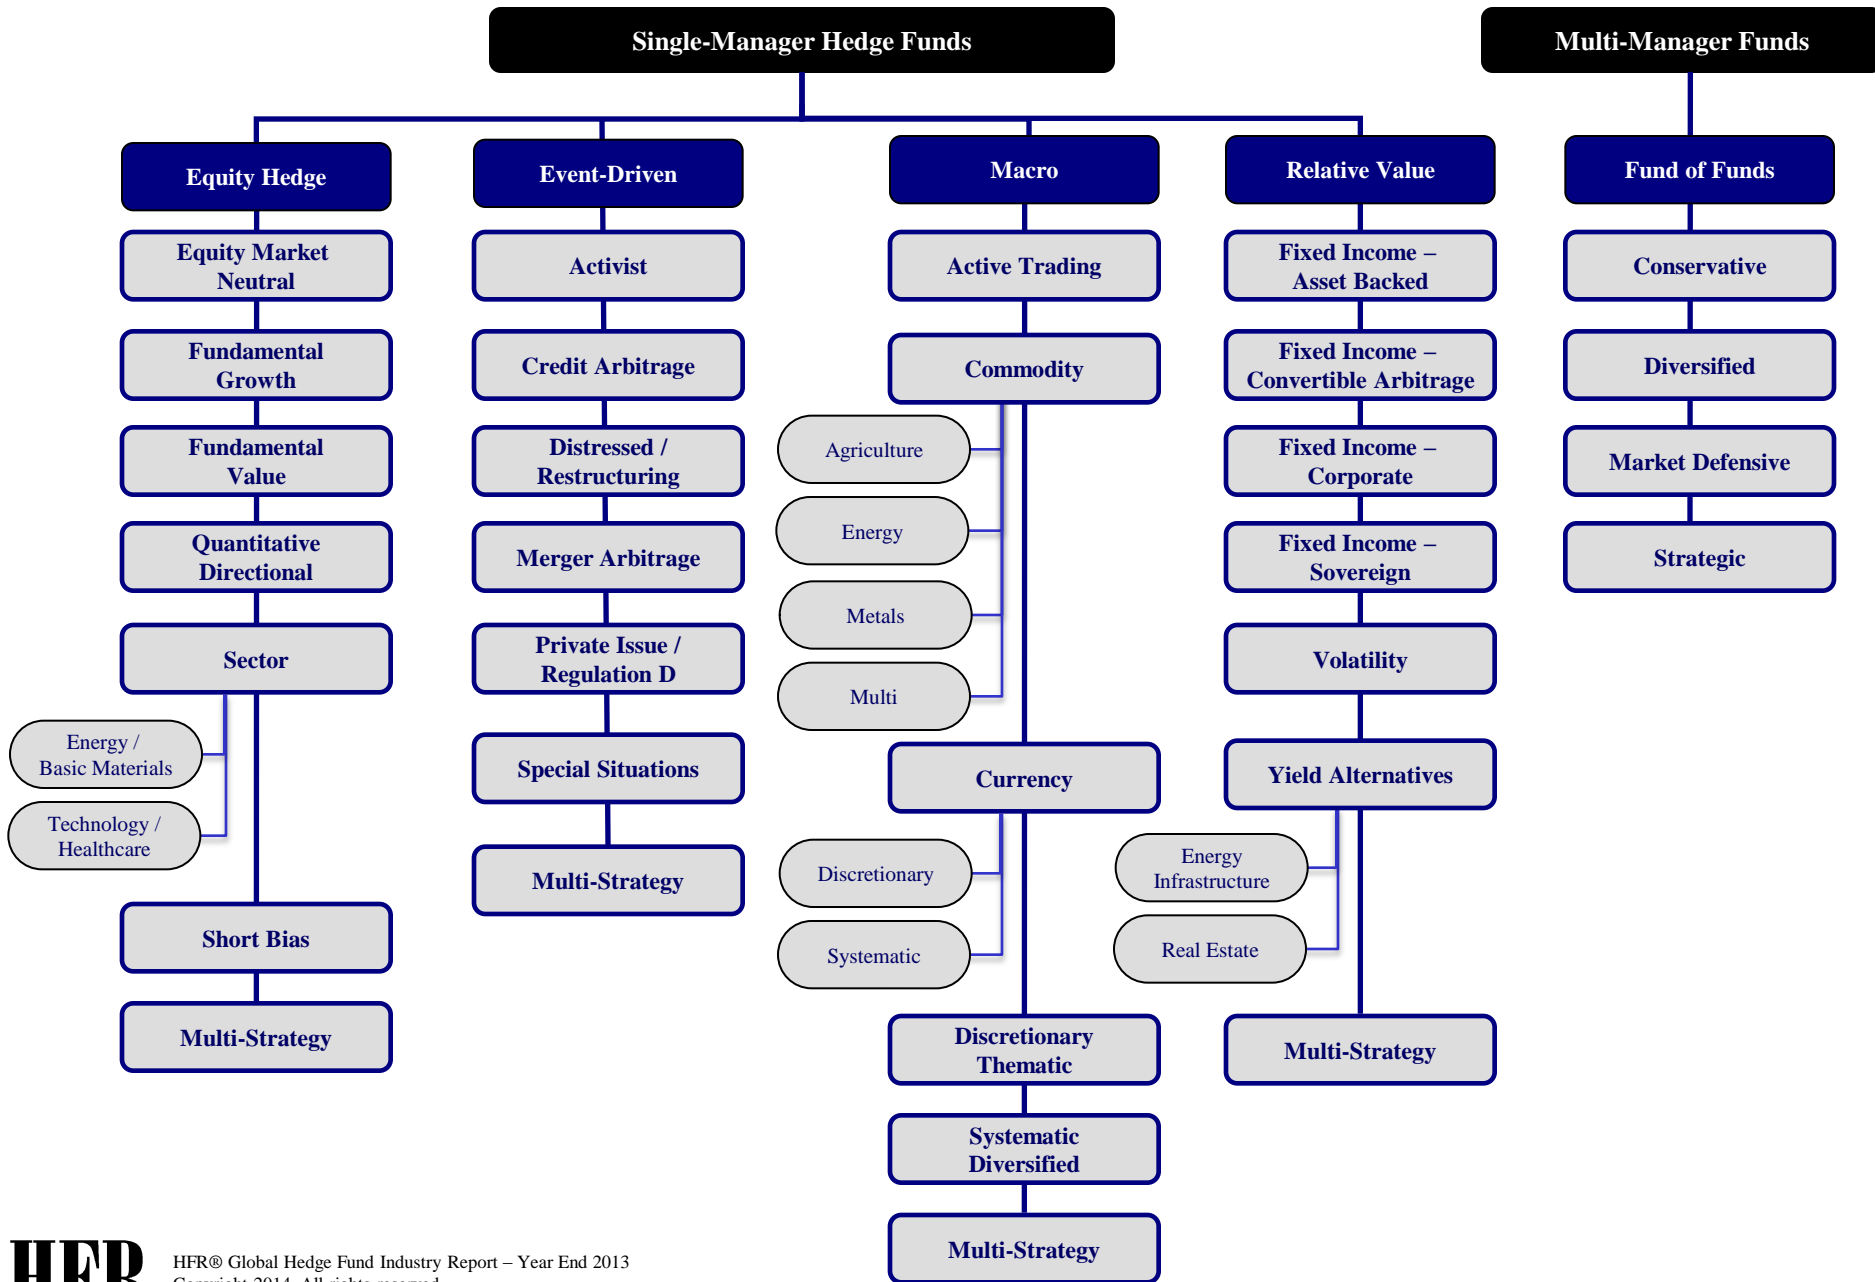 Single-Manager Hedge Funds
Multi-Manager Funds
Equity Hedge
Equity Market
Neutral
Fundamental
Growth
Fundamental
Value
Quantitative
Directional
Sector
Energy /
Basic Materials
Technology /
Healthcare
Short Bias
Multi-Strategy
Event-Driven
Activist
Credit Arbitrage
Distressed /
Restructuring
Merger Arbitrage
Private Issue /
Regulation D
Special Situations
Multi-Strategy
Macro
Active Trading
Commodity
Agriculture
Energy
Metals
Multi
Currency
Discretionary
Systematic
Discretionary
Thematic
Systematic
Diversified
Multi-Strategy
Relative Value
Fixed Income –
Asset Backed
Fixed Income –
Convertible Arbitrage
Fixed Income –
Corporate
Fixed Income –
Sovereign
Volatility
Yield Alternatives
Energy
Infrastructure
Real Estate
Multi-Strategy
Fund of Funds
Conservative
Diversified
Market Defensive
Strategic
HFR
HFR® Global Hedge Fund Industry Report – Year End 2013
Copyright 2014. All rights reserved